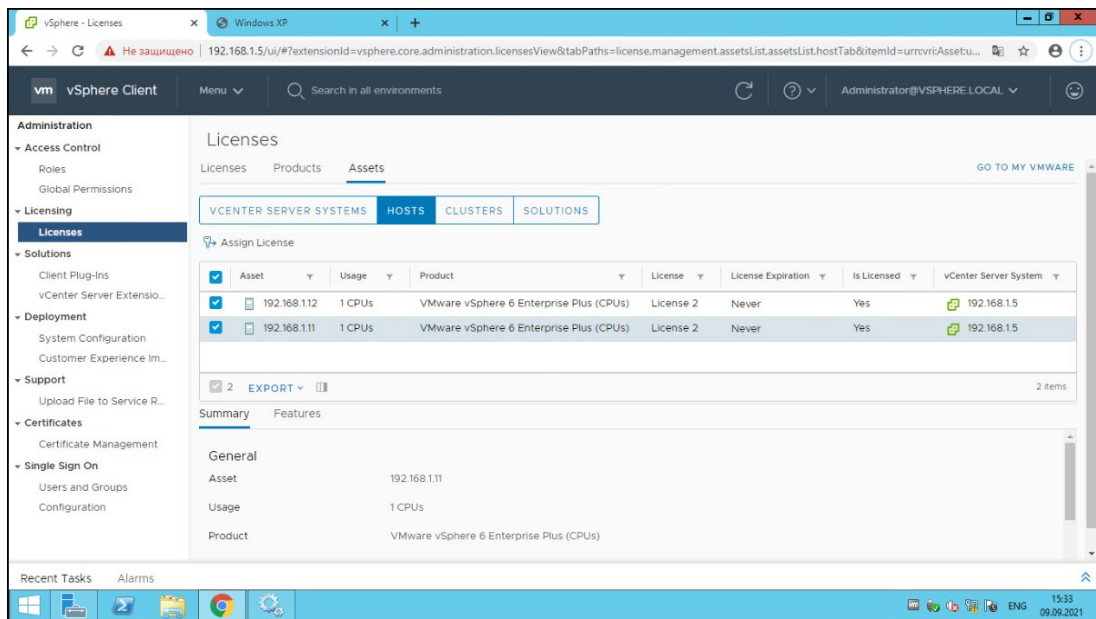 vSphere - Licenses
Windows XP
Не защищено 192.168.1.5/ui/#?extensionId=vsphere.core.administration.licensesView&tabPaths=license.management.assetsList,assetsList.hostTab&itemId=urn:vri:Asset:u...
vm vSphere Client Menu Search in all environments Administrator@VSPHERE.LOCAL
Administration
Access Control
Roles
Global Permissions
Licensing
Licenses
Solutions
Client Plug-Ins
vCenter Server Extensio...
Deployment
System Configuration
Customer Experience Im...
Support
Upload File to Service R...
Certificates
Certificate Management
Single Sign On
Users and Groups
Configuration
Licenses
Licenses Products Assets GO TO MY VMWARE
VCENTER SERVER SYSTEMS HOSTS CLUSTERS SOLUTIONS
Assign License
Asset Usage Product License License Expiration Is Licensed vCenter Server System
192.168.1.12 1 CPUs VMware vSphere 6 Enterprise Plus (CPUs) License 2 Never Yes 192.168.1.5
192.168.1.11 1 CPUs VMware vSphere 6 Enterprise Plus (CPUs) License 2 Never Yes 192.168.1.5
2 EXPORT 2 items
Summary Features
General
Asset 192.168.1.11
Usage 1 CPUs
Product VMware vSphere 6 Enterprise Plus (CPUs)
Recent Tasks Alarms
ENG 15:33
09.09.2021